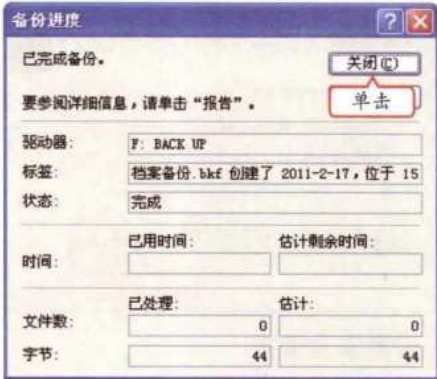 备份进度
已完成备份。
关闭(C)
要参阅详细信息，请单击“报告”。
单击
驱动器: F: BACK UP
标签: 档案备份.bkf 创建了 2011-2-17，位于 15
状态: 完成
已用时间: 估计剩余时间:
时间:
已处理: 估计:
文件数: 0 0
字节: 44 44